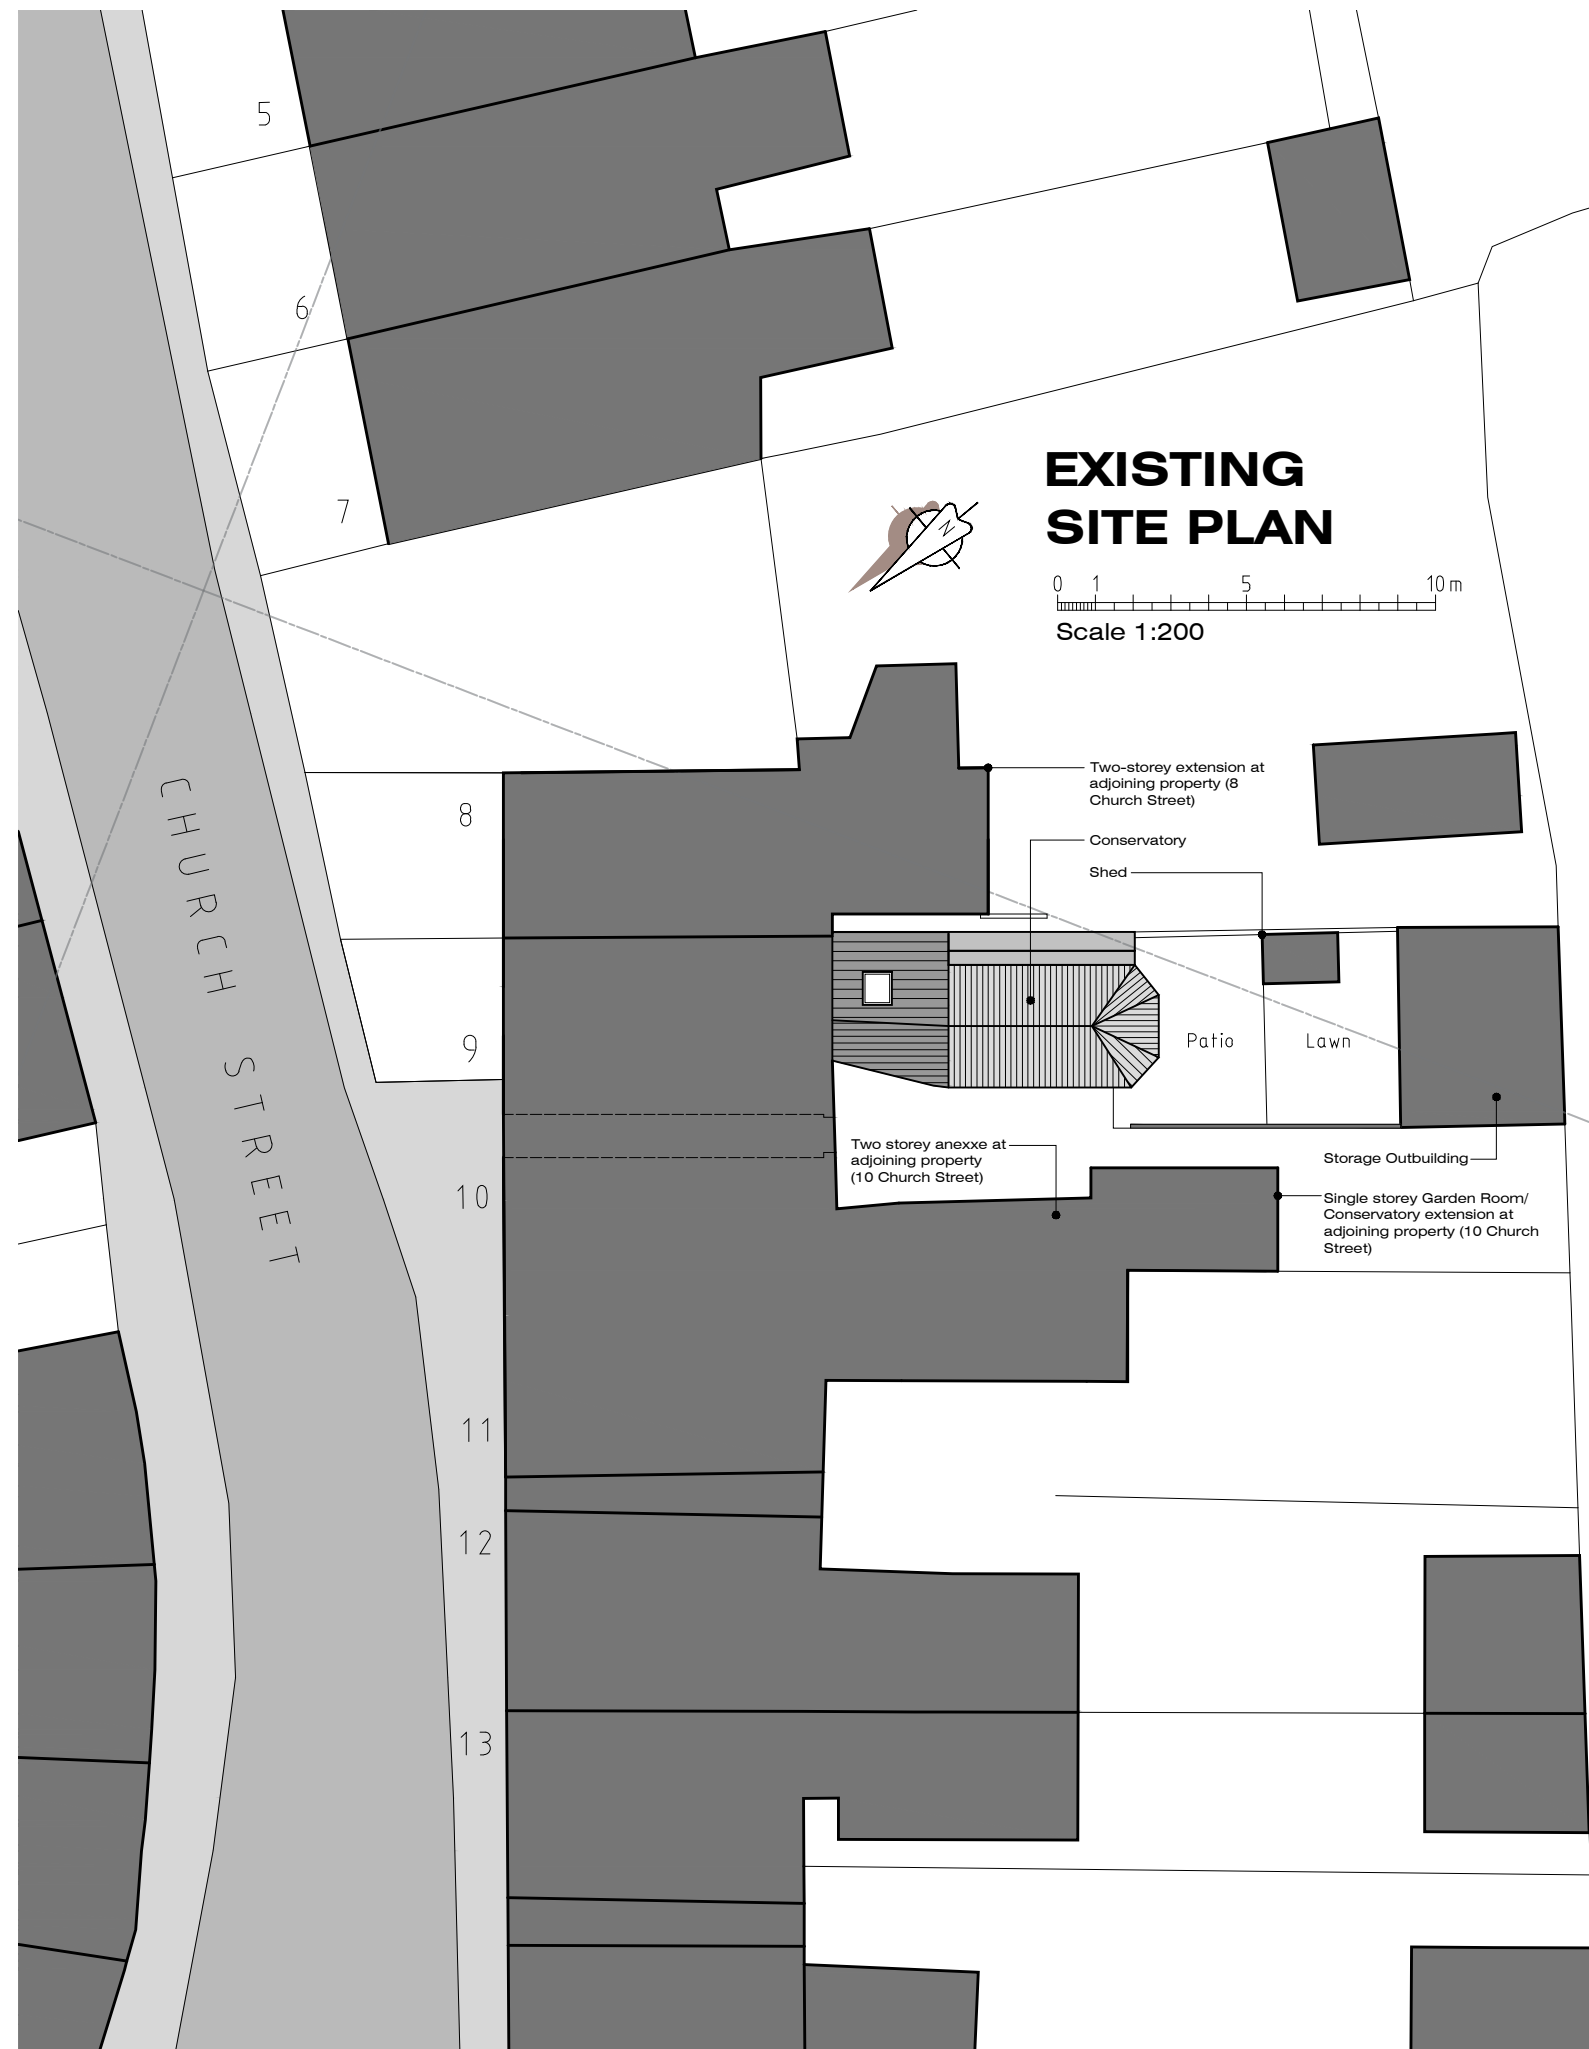 5
6
7
EXISTING
SITE PLAN
N
0 1 5 10 m
Scale 1:200
8
Two-storey extension at
adjoining property (8
Church Street)
Conservatory
Shed
CHURCH STREET
9
Patio
Lawn
Two storey anexxe at
adjoining property
(10 Church Street)
Storage Outbuilding
10
Single storey Garden Room/
Conservatory extension at
adjoining property (10 Church
Street)
11
12
13